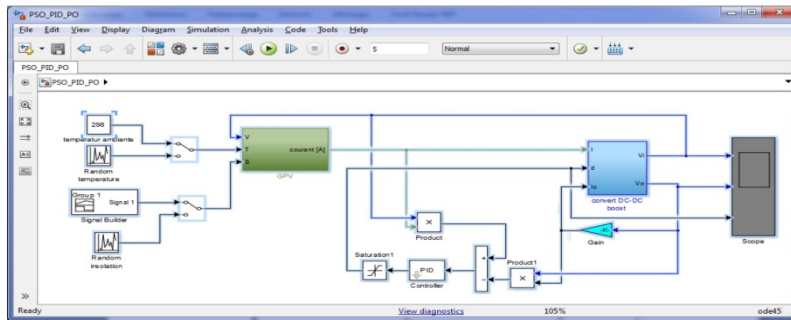 PSO_PID_PO
File Edit View Display Diagram Simulation Analysis Code Tools Help
5 Normal
PSO_PID_PO
PSO_PID_PO
298
temperatur ambiante
Random
temperature
Group 1
Signal 1
Signal Builder
Random
insolation
V
T
S
courant [A]
GPV
Product
Saturation1
PID
Controller
+
−
Product1
I
d
Io
Vi
Vo
convert DC-DC
boost
-K-
Gain
Scope
Ready View diagnostics 105% ode45